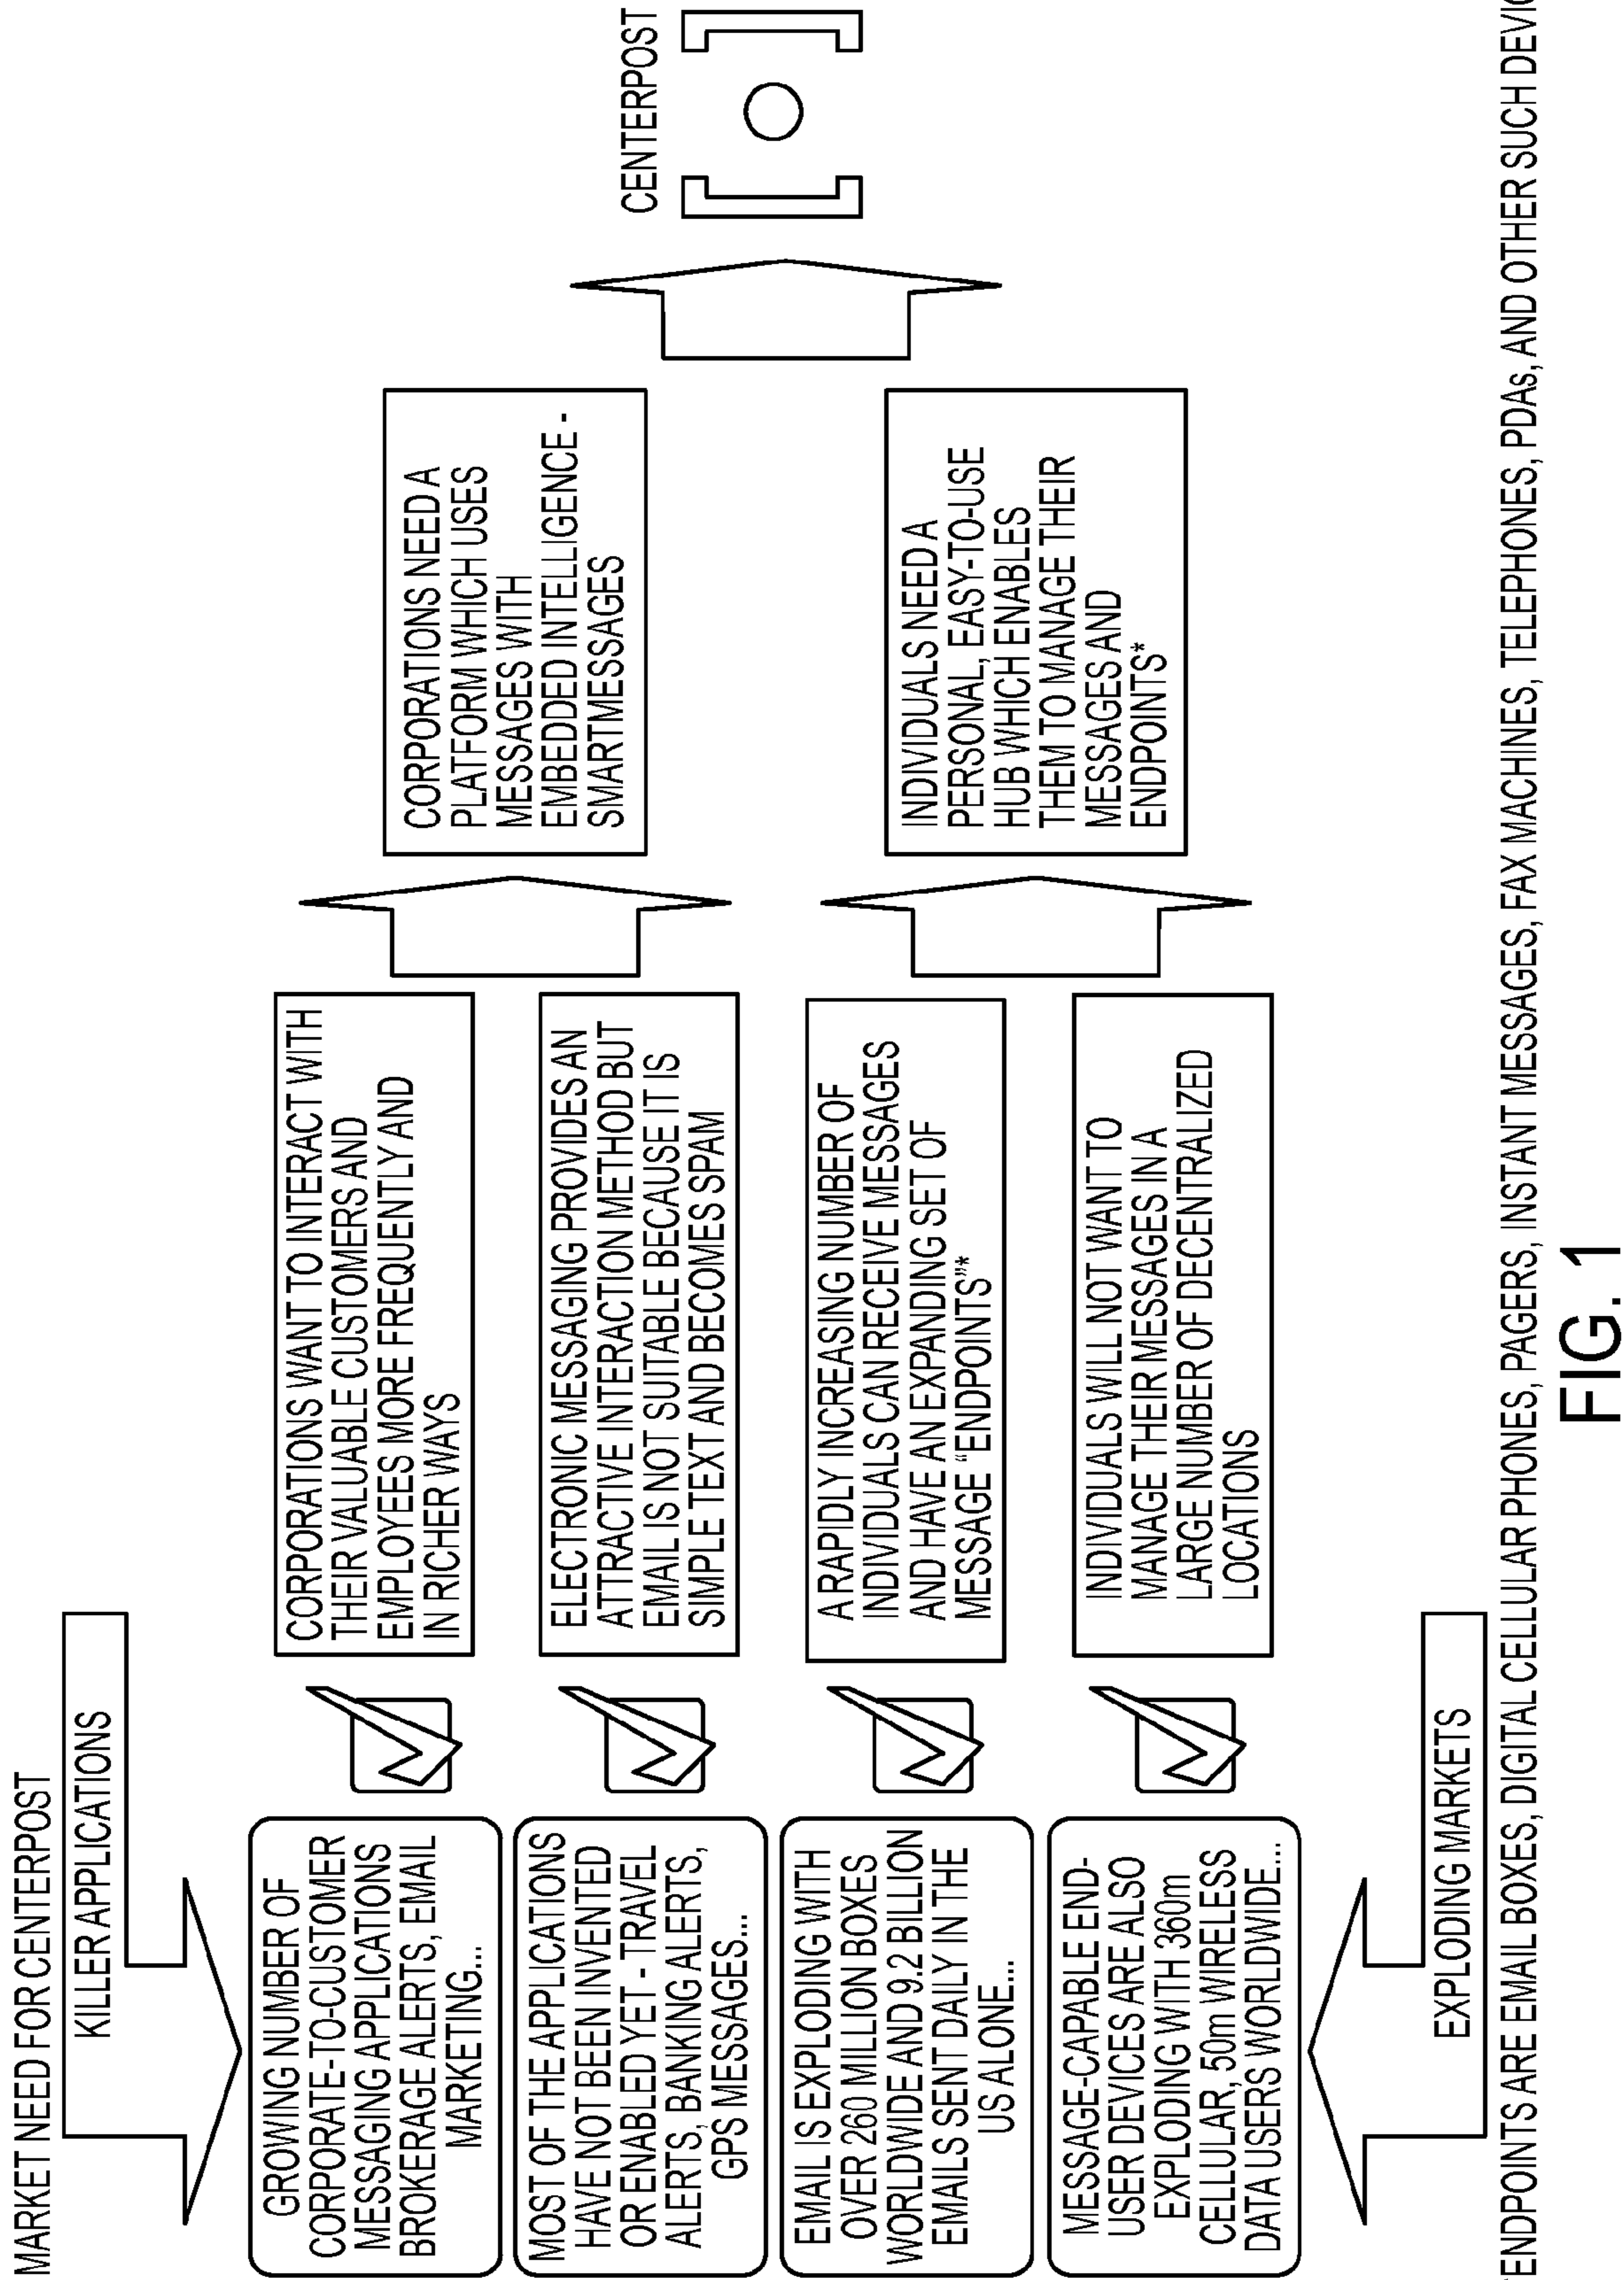 MARKET NEED FOR CENTERPOST
KILLER APPLICATIONS
GROWING NUMBER OF
CORPORATE-TO-CUSTOMER
MESSAGING APPLICATIONS
BROKERAGE ALERTS, EMAIL
MARKETING...
MOST OF THE APPLICATIONS
HAVE NOT BEEN INVENTED
OR ENABLED YET - TRAVEL
ALERTS, BANKING ALERTS,
GPS MESSAGES...
EMAIL IS EXPLODING WITH
OVER 260 MILLION BOXES
WORLDWIDE AND 9.2 BILLION
EMAILS SENT DAILY IN THE
US ALONE...
MESSAGE-CAPABLE END-
USER DEVICES ARE ALSO
EXPLODING WITH 360m
CELLULAR, 50m WIRELESS
DATA USERS WORLDWIDE...
EXPLODING MARKETS
CORPORATIONS WANT TO INTERACT WITH
THEIR VALUABLE CUSTOMERS AND
EMPLOYEES MORE FREQUENTLY AND
IN RICHER WAYS
ELECTRONIC MESSAGING PROVIDES AN
ATTRACTIVE INTERACTION METHOD BUT
EMAIL IS NOT SUITABLE BECAUSE IT IS
SIMPLE TEXT AND BECOMES SPAM
A RAPIDLY INCREASING NUMBER OF
INDIVIDUALS CAN RECEIVE MESSAGES
AND HAVE AN EXPANDING SET OF
MESSAGE "ENDPOINTS"*
INDIVIDUALS WILL NOT WANT TO
MANAGE THEIR MESSAGES IN A
LARGE NUMBER OF DECENTRALIZED
LOCATIONS
CORPORATIONS NEED A
PLATFORM WHICH USES
MESSAGES WITH
EMBEDDED INTELLIGENCE -
SMARTMESSAGES
INDIVIDUALS NEED A
PERSONAL, EASY-TO-USE
HUB WHICH ENABLES
THEM TO MANAGE THEIR
MESSAGES AND
ENDPOINTS*
CENTERPOST
*ENDPOINTS ARE EMAIL BOXES, DIGITAL CELLULAR PHONES, PAGERS, INSTANT MESSAGES, FAX MACHINES, TELEPHONES, PDAs, AND OTHER SUCH
FIG. 1